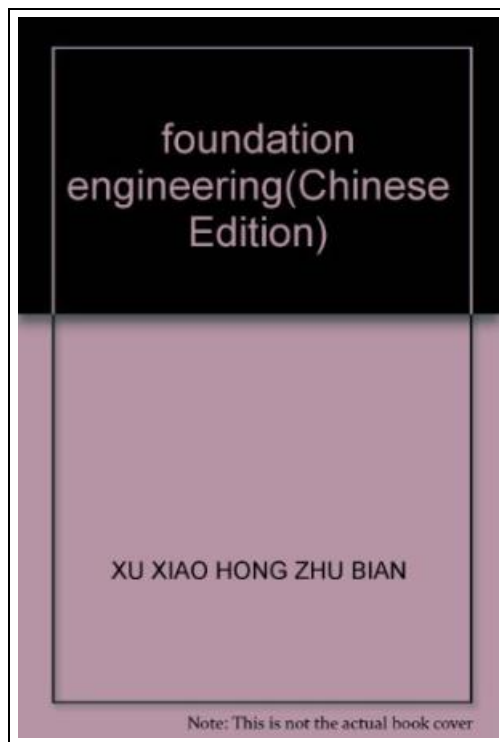 foundation
engineering(Chinese
Edition)
XU XIAO HONG ZHU BIAN
Note: This is not the actual book cover